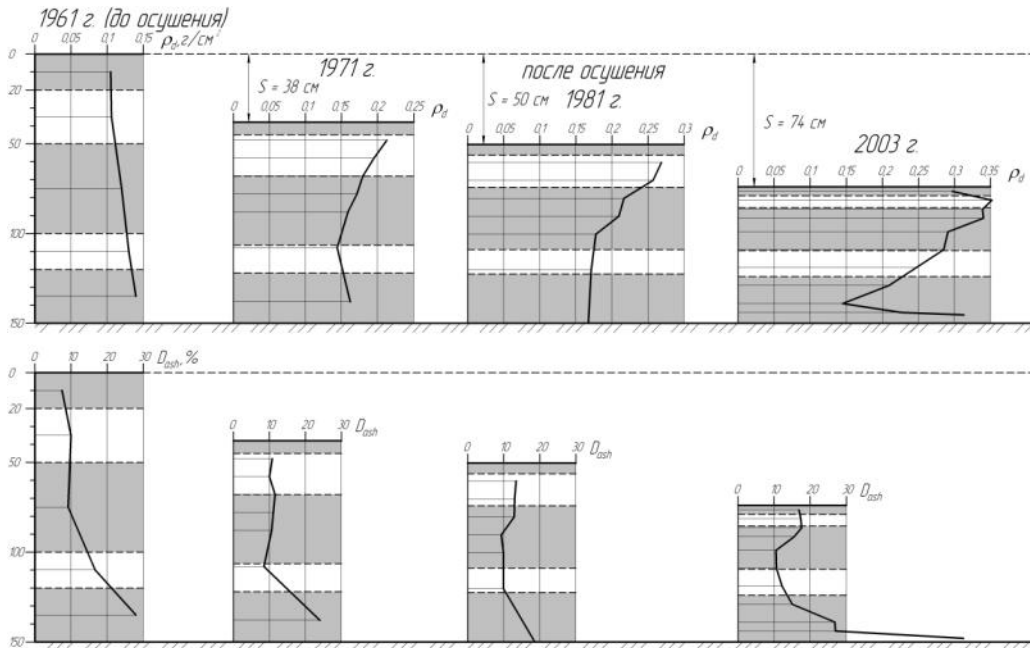 1961 г. (до осушения)
0 0,05 0,1 0,15
ρd, г/см³
0
20
50
100
150
S = 38 см
1971 г.
0 0,05 0,1 0,15 0,2 0,25 ρd
после осушения
S = 50 см 1981 г.
0 0,05 0,1 0,15 0,2 0,25 0,3 ρd
S = 74 см
2003 г.
0 0,05 0,1 0,15 0,2 0,25 0,3 0,35
ρd
0 10 20 30 Dash, %
0
20
50
100
150
0 10 20 30 Dash
0 10 20 30 Dash
0 10 20 30 Dash